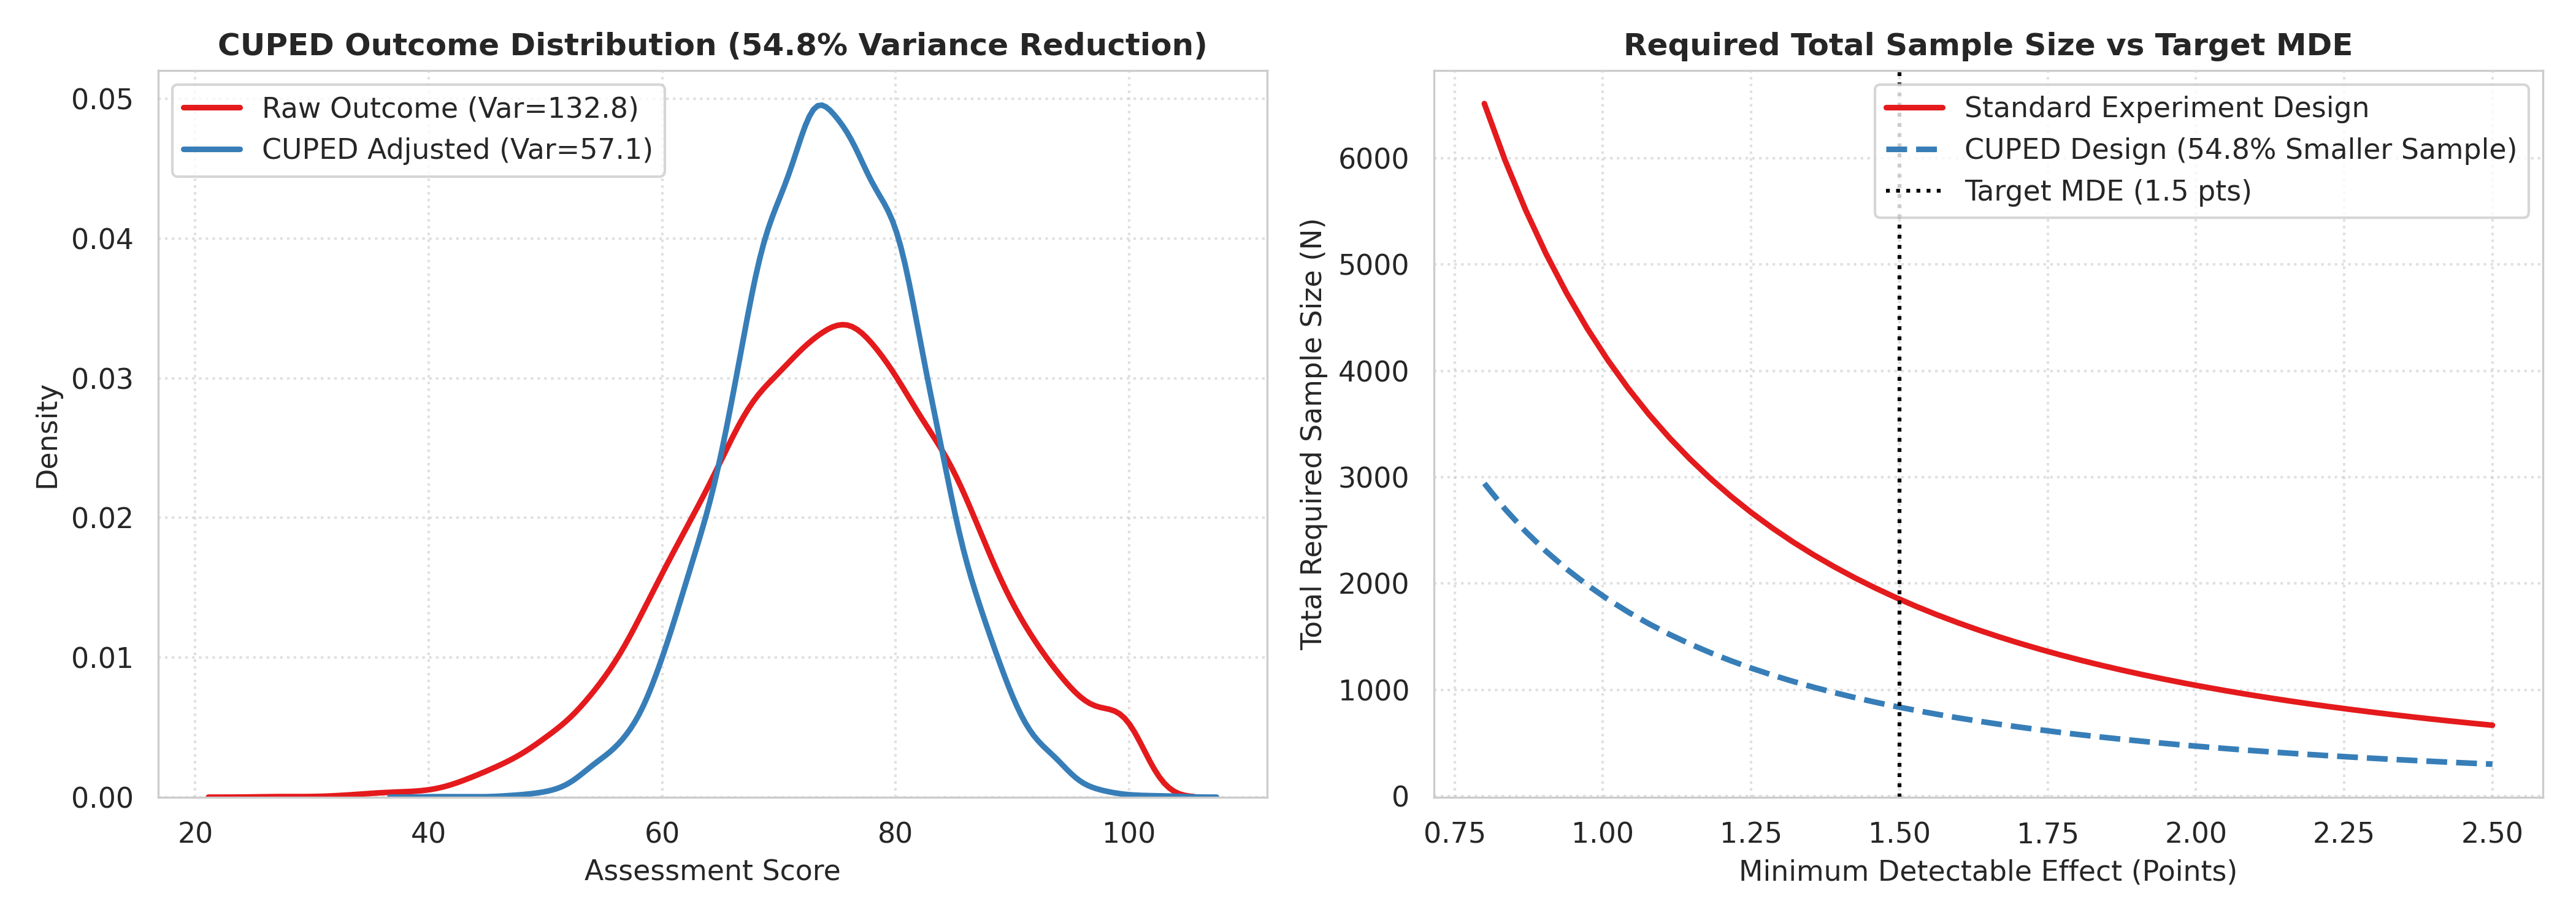 CUPED Outcome Distribution (54.8% Variance Reduction)
Raw Outcome (Var=132.8)
CUPED Adjusted (Var=57.1)
Density
0.05
0.04
0.03
0.02
0.01
0.00
20 40 60 80 100
Assessment Score
Required Total Sample Size vs Target MDE
Standard Experiment Design
CUPED Design (54.8% Smaller Sample)
Target MDE (1.5 pts)
Total Required Sample Size (N)
6000
5000
4000
3000
2000
1000
0
0.75 1.00 1.25 1.50 1.75 2.00 2.25 2.50
Minimum Detectable Effect (Points)